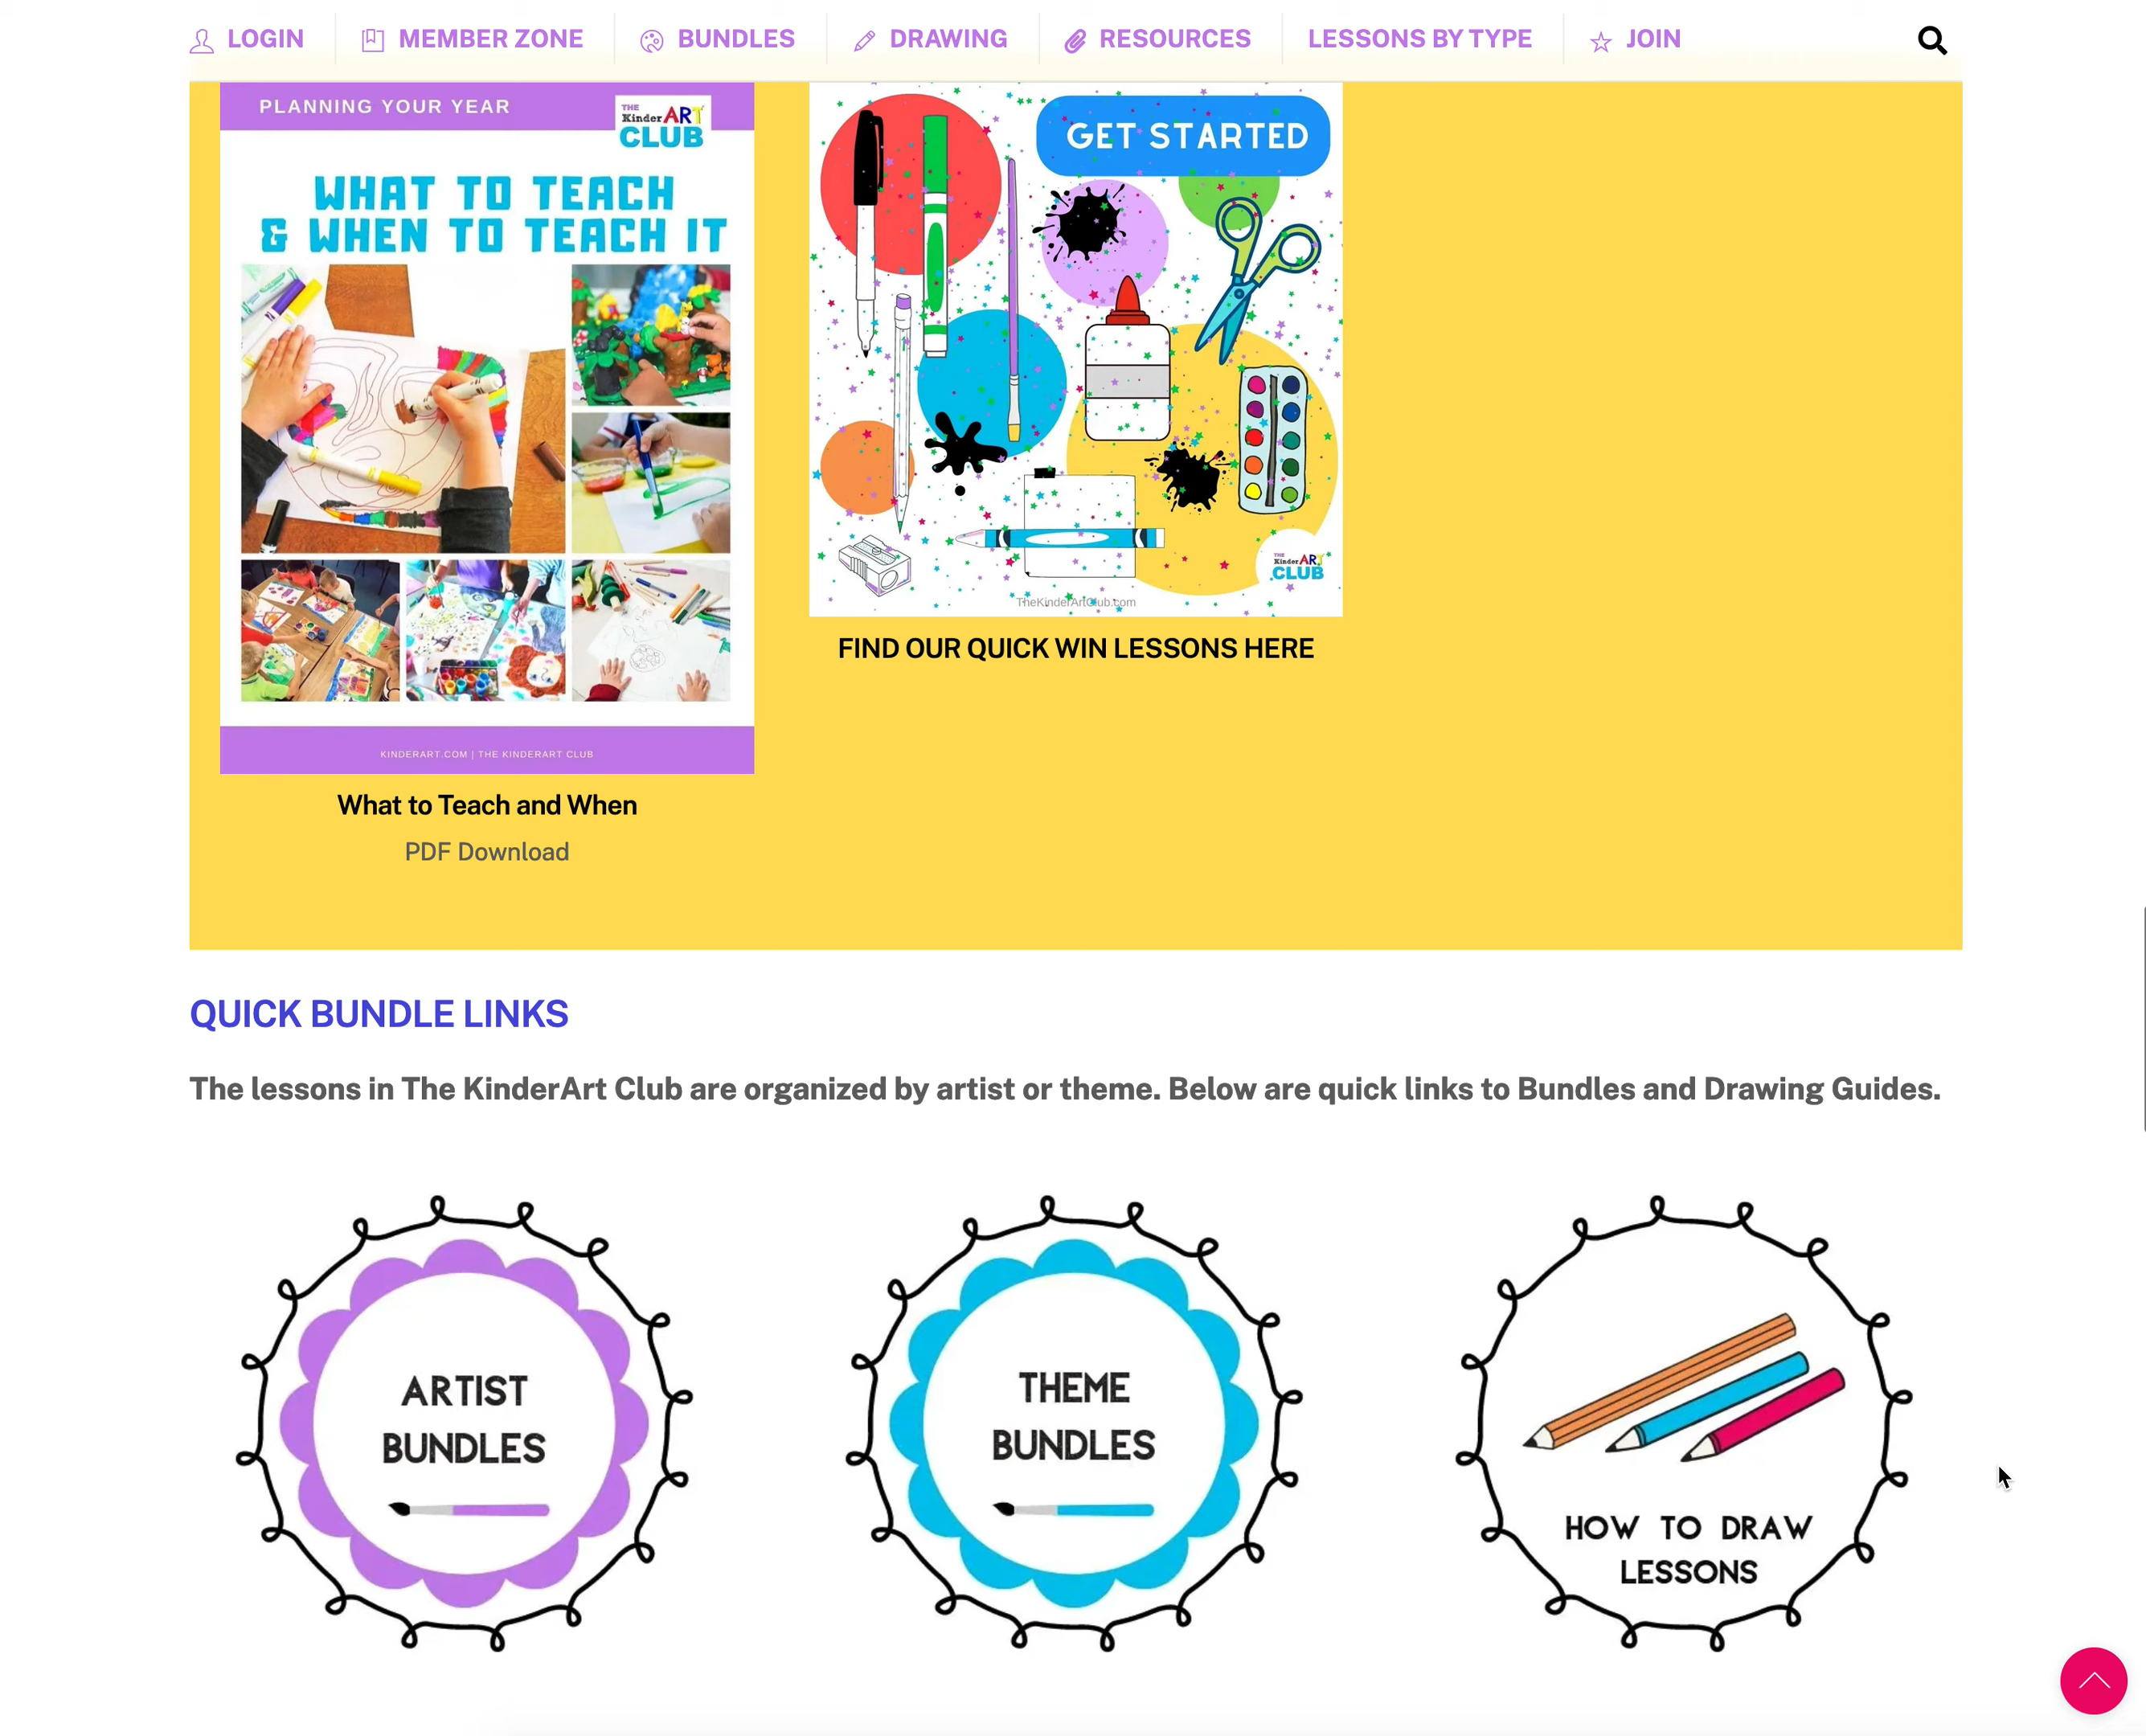 LOGIN
MEMBER ZONE
BUNDLES
DRAWING
RESOURCES
LESSONS BY TYPE
JOIN
PLANNING YOUR YEAR
THE
KinderART
CLUB
WHAT TO TEACH
& WHEN TO TEACH IT
KINDERART.COM | THE KINDERART CLUB
What to Teach and When
PDF Download
GET STARTED
THE
KinderART
CLUB
TheKinderArtClub.com
FIND OUR QUICK WIN LESSONS HERE
QUICK BUNDLE LINKS
The lessons in The KinderArt Club are organized by artist or theme. Below are quick links to Bundles and Drawing Guides.
ARTIST
BUNDLES
THEME
BUNDLES
HOW TO DRAW
LESSONS